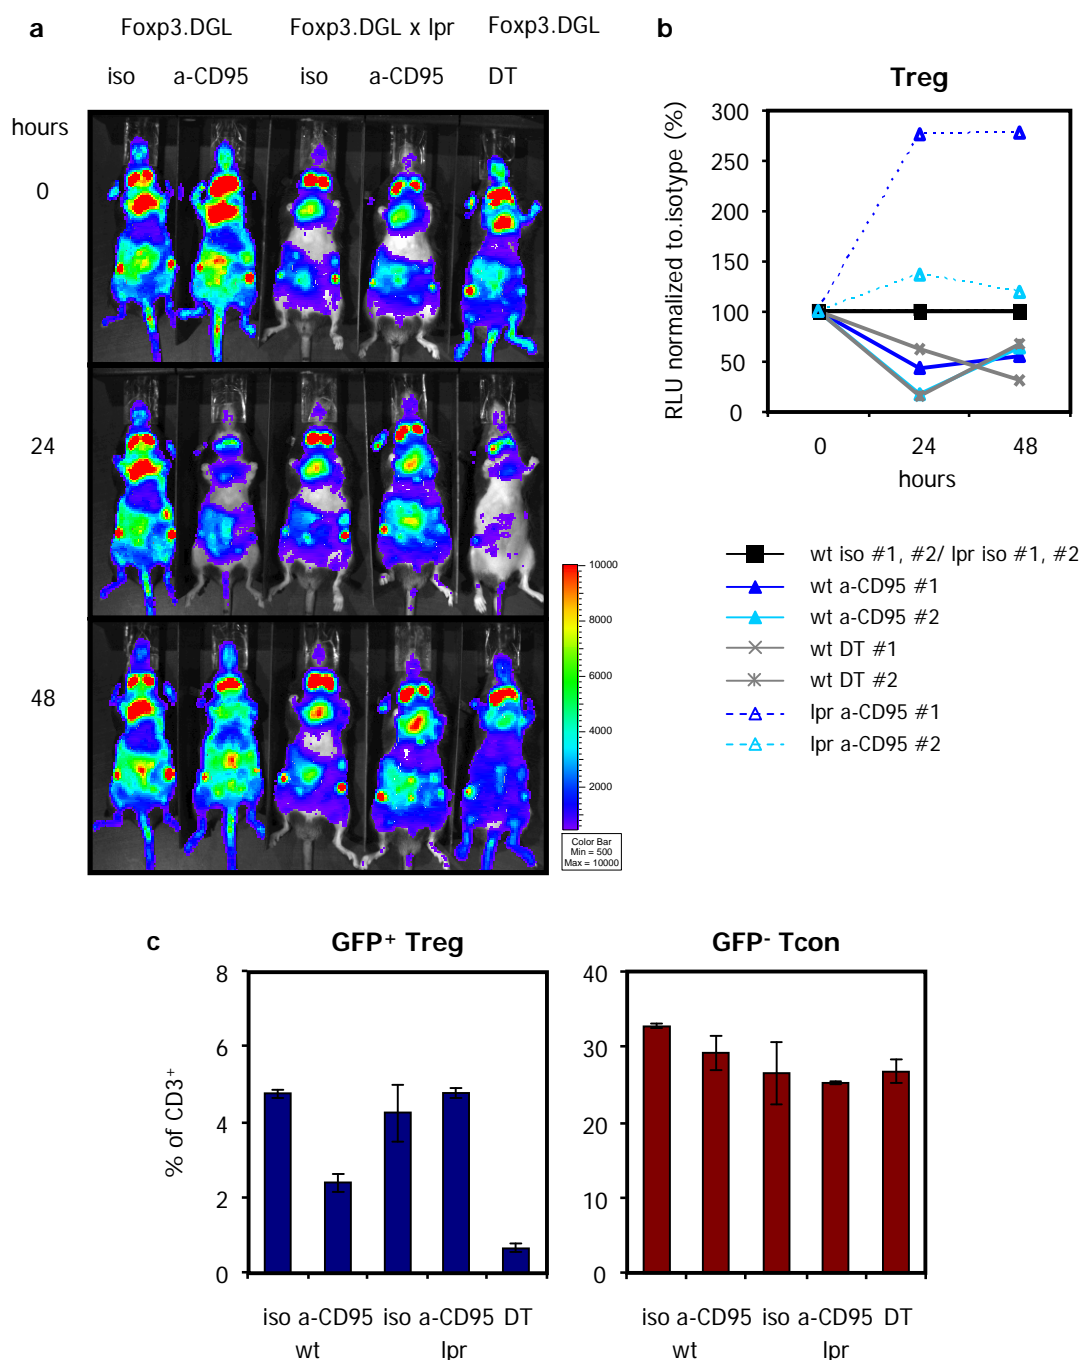 a
Foxp3.DGL Foxp3.DGL x lpr Foxp3.DGL
iso a-CD95 iso a-CD95 DT
hours
0
24
48
10000
8000
6000
4000
2000
Color Bar
Min = 500
Max = 10000
b
Treg
RLU normalized to.isotype (%)
300
250
200
150
100
50
0
0 24 48
hours
wt iso #1, #2/ lpr iso #1, #2
wt a-CD95 #1
wt a-CD95 #2
wt DT #1
wt DT #2
lpr a-CD95 #1
lpr a-CD95 #2
c
GFP+ Treg
% of CD3+
8
6
4
2
0
iso a-CD95 iso a-CD95 DT
wt lpr
GFP- Tcon
40
30
20
10
0
iso a-CD95 iso a-CD95 DT
wt lpr